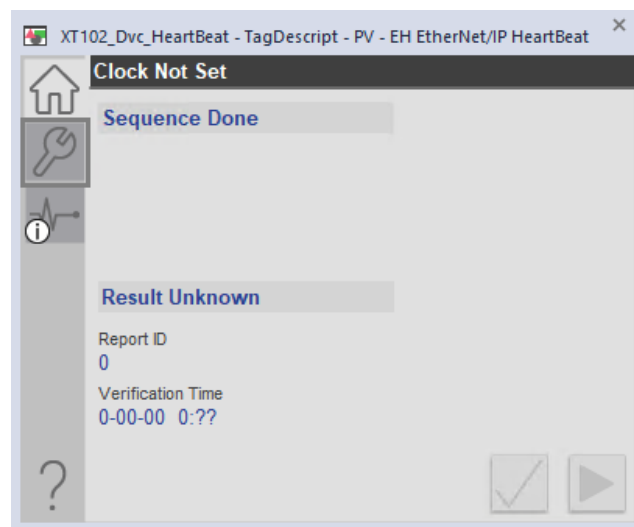 XT102_Dvc_HeartBeat - TagDescript - PV - EH EtherNet/IP HeartBeat
Clock Not Set
Sequence Done
Result Unknown
Report ID
0
Verification Time
0-00-00 0:??